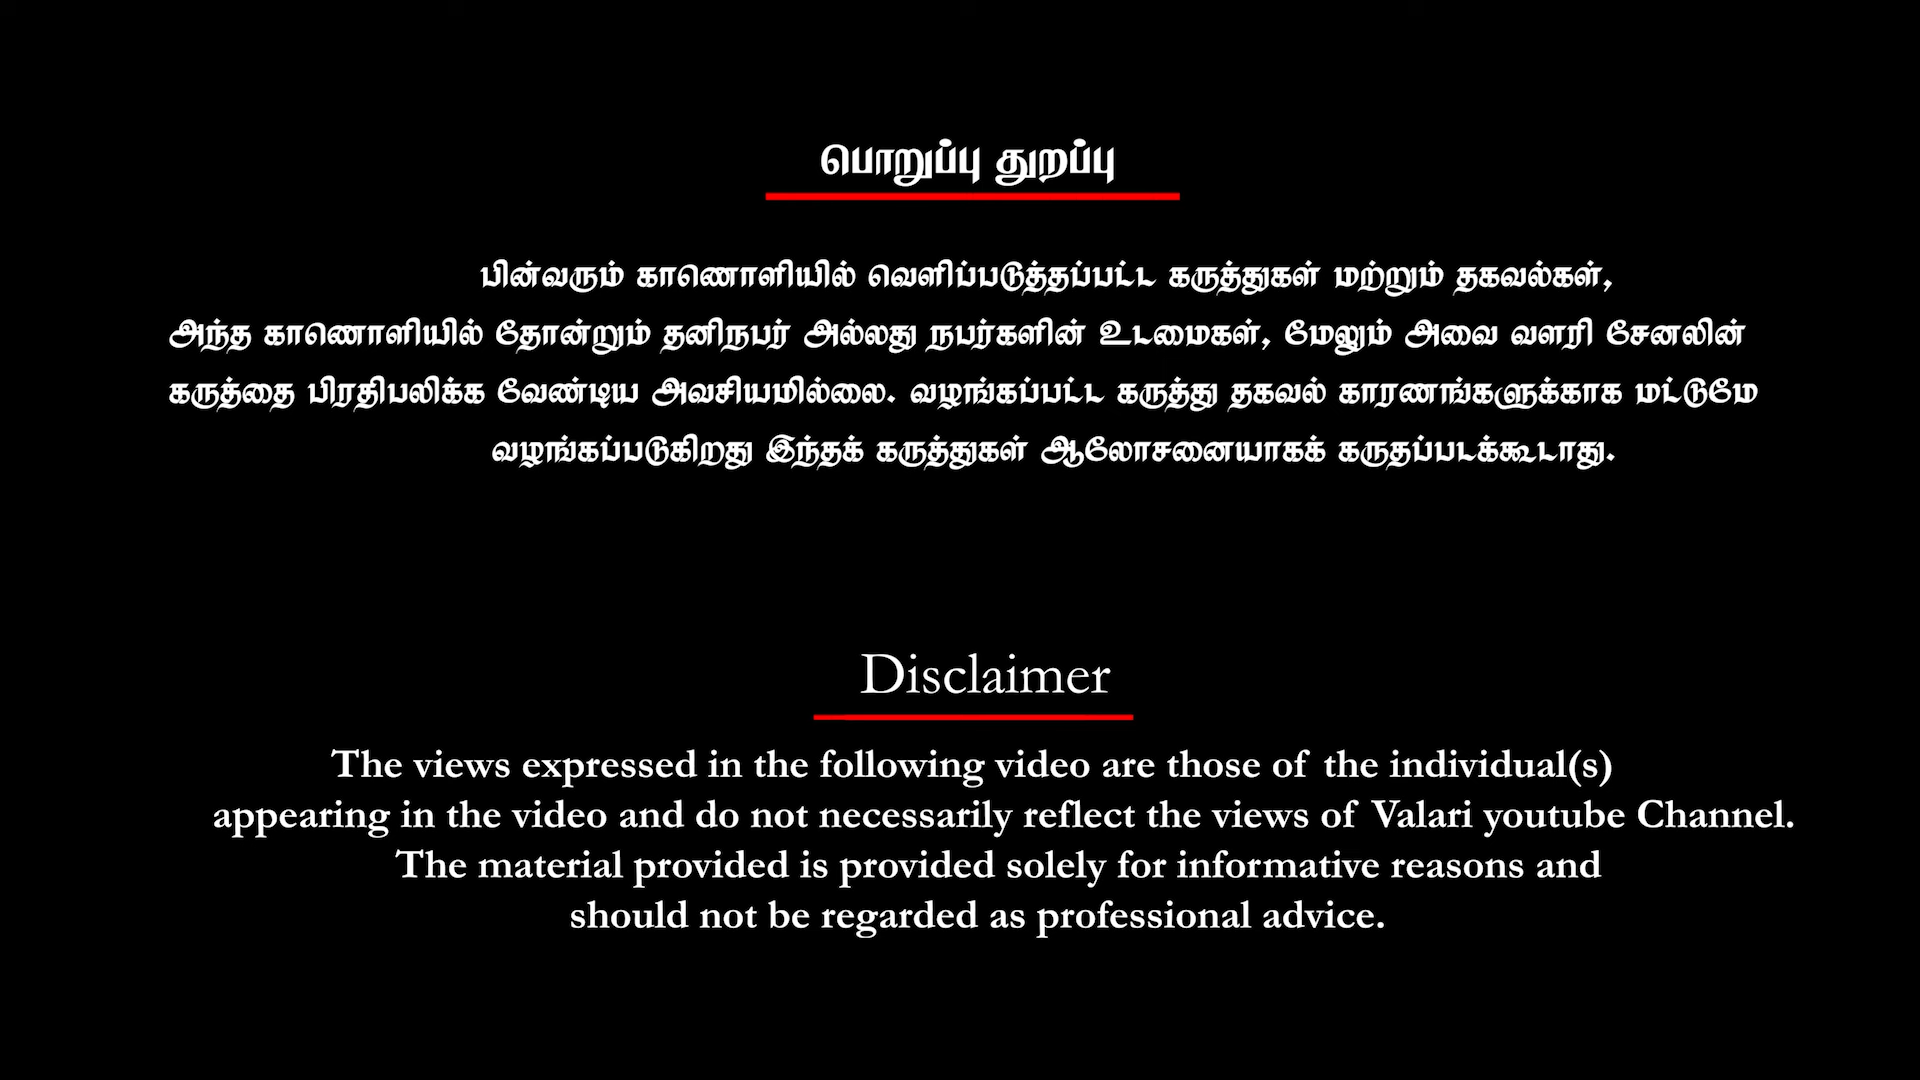 பொறுப்பு துறப்பு
பின்வரும் காணொளியில் வெளிப்படுத்தப்பட்ட கருத்துகள் மற்றும் தகவல்கள்,
அந்த காணொளியில் தோன்றும் தனிநபர் அல்லது நபர்களின் உடமைகள், மேலும் அவை வளரி சேனலின்
கருத்தை பிரதிபலிக்க வேண்டிய அவசியமில்லை. வழங்கப்பட்ட கருத்து தகவல் காரணங்களுக்காக மட்டுமே
வழங்கப்படுகிறது இந்தக் கருத்துகள் ஆலோசனையாகக் கருதப்படக்கூடாது.
Disclaimer
The views expressed in the following video are those of the individual(s)
appearing in the video and do not necessarily reflect the views of Valari youtube Channel.
The material provided is provided solely for informative reasons and
should not be regarded as professional advice.